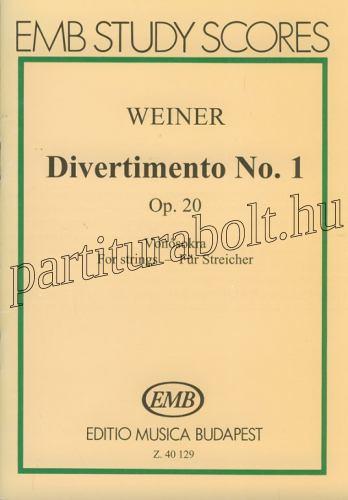 EMB STUDY SCORES
WEINER
Divertimento No. 1
Op. 20
Vonósokra
For strings — Für Streicher
partiturabolt.hu
EMB
EDITIO MUSICA BUDAPEST
Z. 40 129